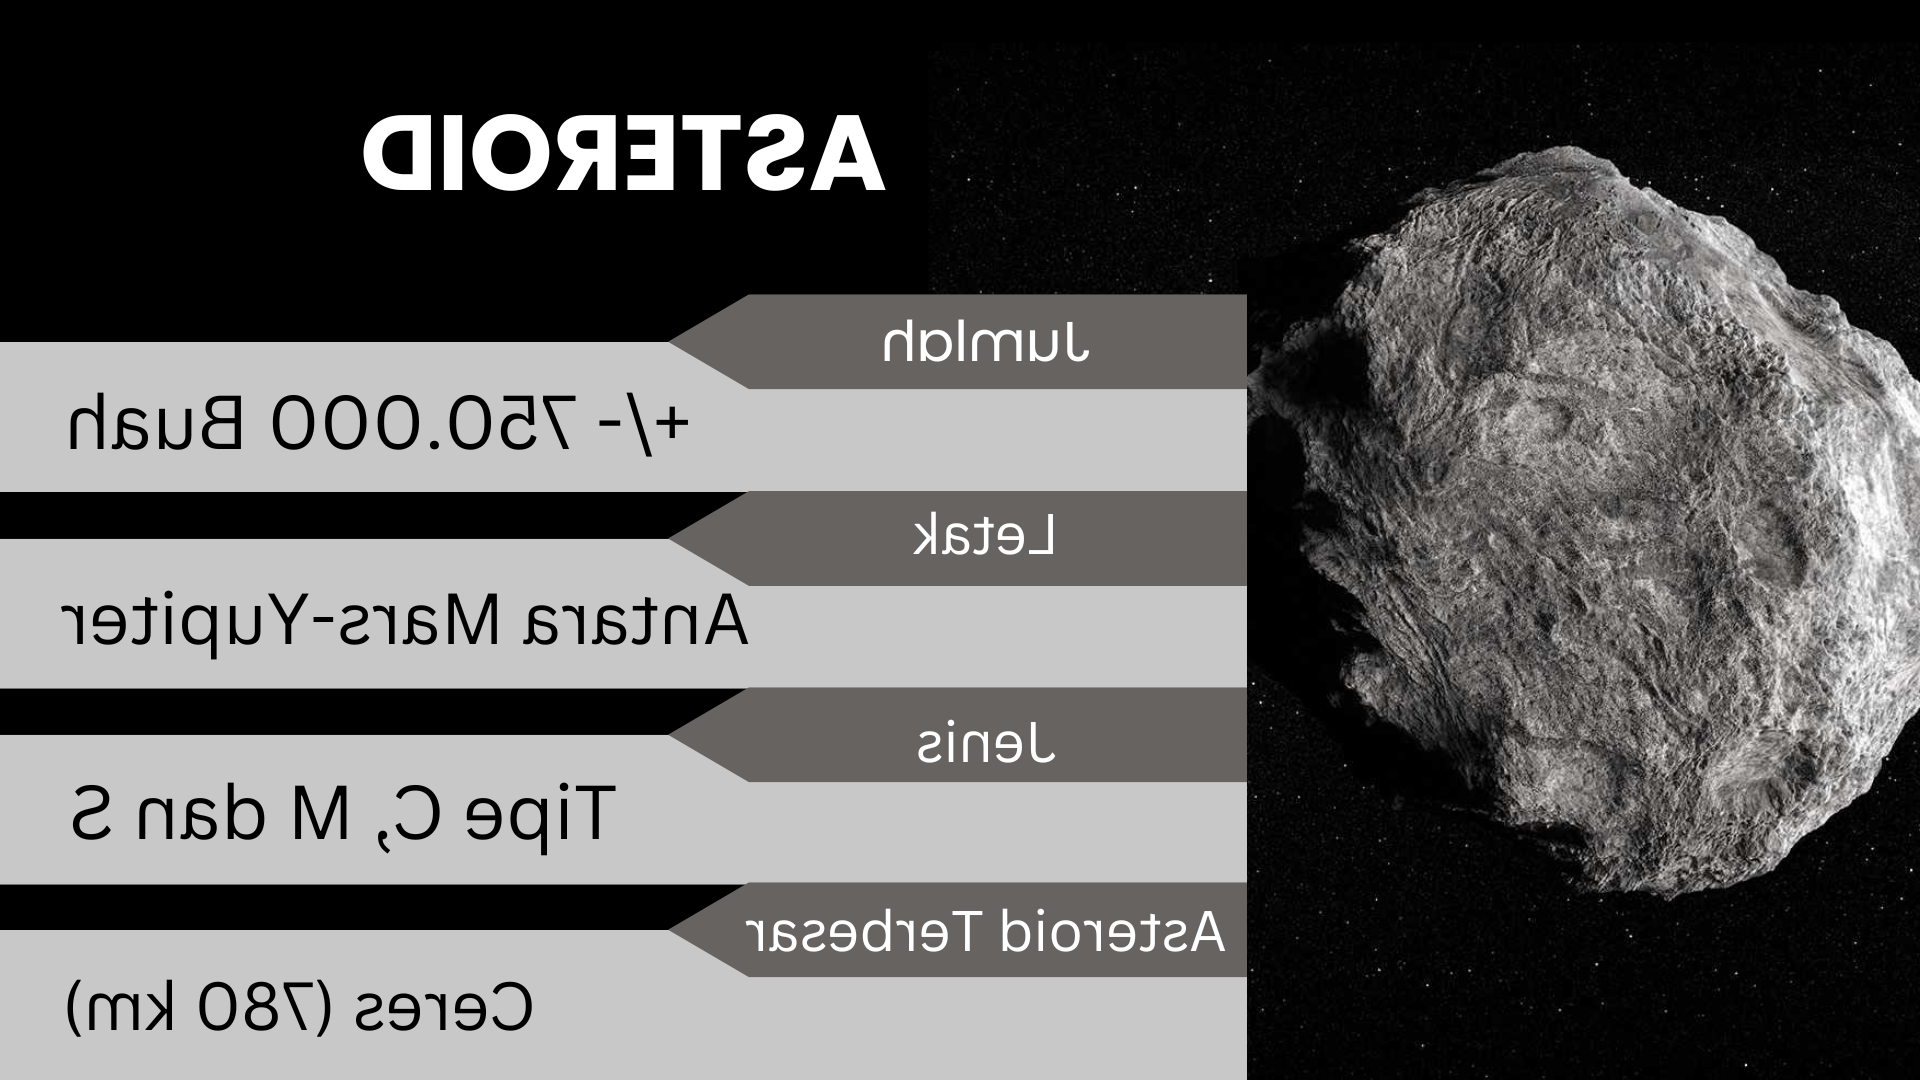 ASTEROID
Jumlah
+/- 750.000 Buah
Letak
Antara Mars-Yupiter
Jenis
Tipe C, M dan S
Asteroid Terbesar
Ceres (780 km)